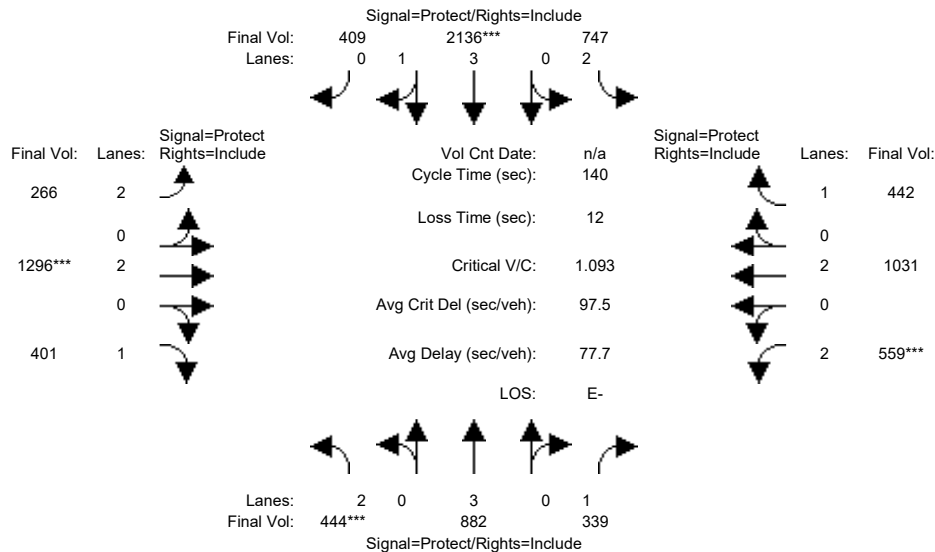 Signal=Protect/Rights=Include
Final Vol: 409 2136*** 747
Lanes: 0 1 3 0 2
Signal=Protect Signal=Protect
Final Vol: Lanes: Rights=Include Vol Cnt Date: n/a Rights=Include Lanes: Final Vol:
Cycle Time (sec): 140
266 2 1 442
Loss Time (sec): 12
0 0
1296*** 2 Critical V/C: 1.093 2 1031
0 Avg Crit Del (sec/veh): 97.5 0
401 1 Avg Delay (sec/veh): 77.7 2 559***
LOS: E-
Lanes: 2 0 3 0 1
Final Vol: 444*** 882 339
Signal=Protect/Rights=Include